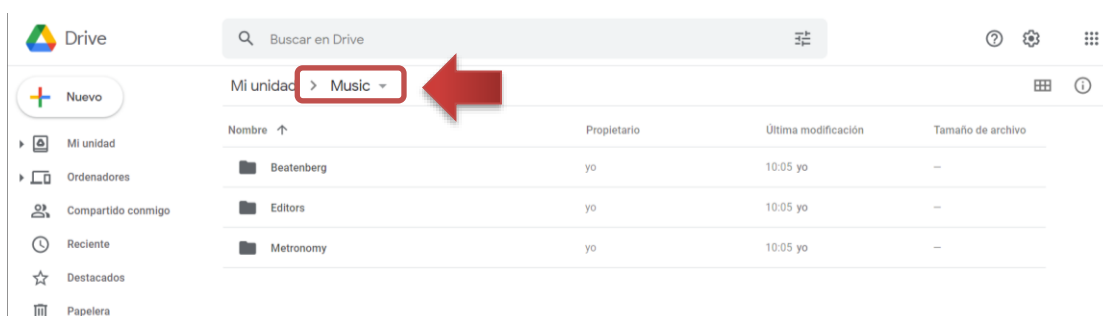 Drive
Buscar en Drive
Mi unidad > Music
Nuevo
Nombre ↑ Propietario Última modificación Tamaño de archivo
Mi unidad
Beatenberg yo 10:05 yo –
Ordenadores
Editors yo 10:05 yo –
Compartido conmigo
Reciente
Metronomy yo 10:05 yo –
Destacados
Papelera